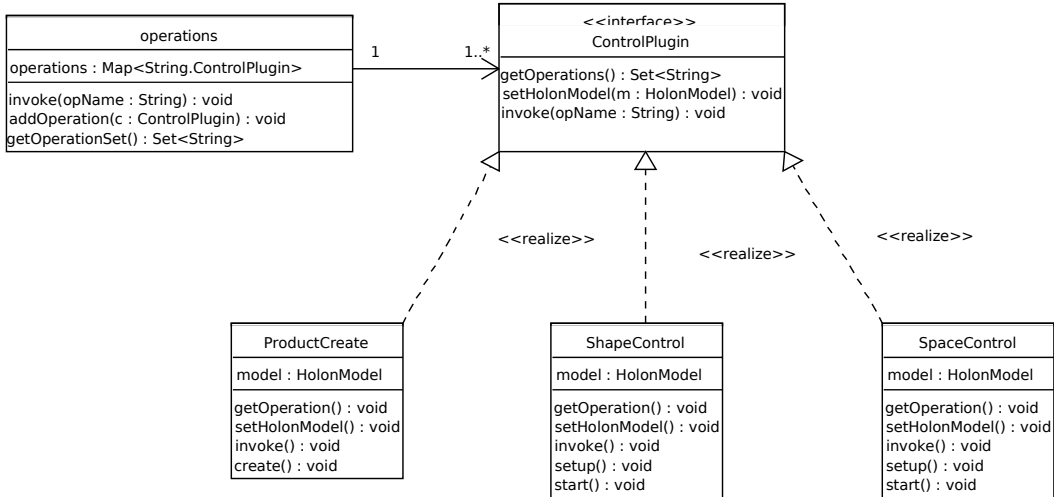 operations
operations : Map<String.ControlPlugin>
invoke(opName : String) : void
addOperation(c : ControlPlugin) : void
getOperationSet() : Set<String>
1
1..*
<<interface>>
ControlPlugin
getOperations() : Set<String>
setHolonModel(m : HolonModel) : void
invoke(opName : String) : void
<<realize>>
<<realize>>
<<realize>>
ProductCreate
model : HolonModel
getOperation() : void
setHolonModel() : void
invoke() : void
create() : void
ShapeControl
model : HolonModel
getOperation() : void
setHolonModel() : void
invoke() : void
setup() : void
start() : void
SpaceControl
model : HolonModel
getOperation() : void
setHolonModel() : void
invoke() : void
setup() : void
start() : void